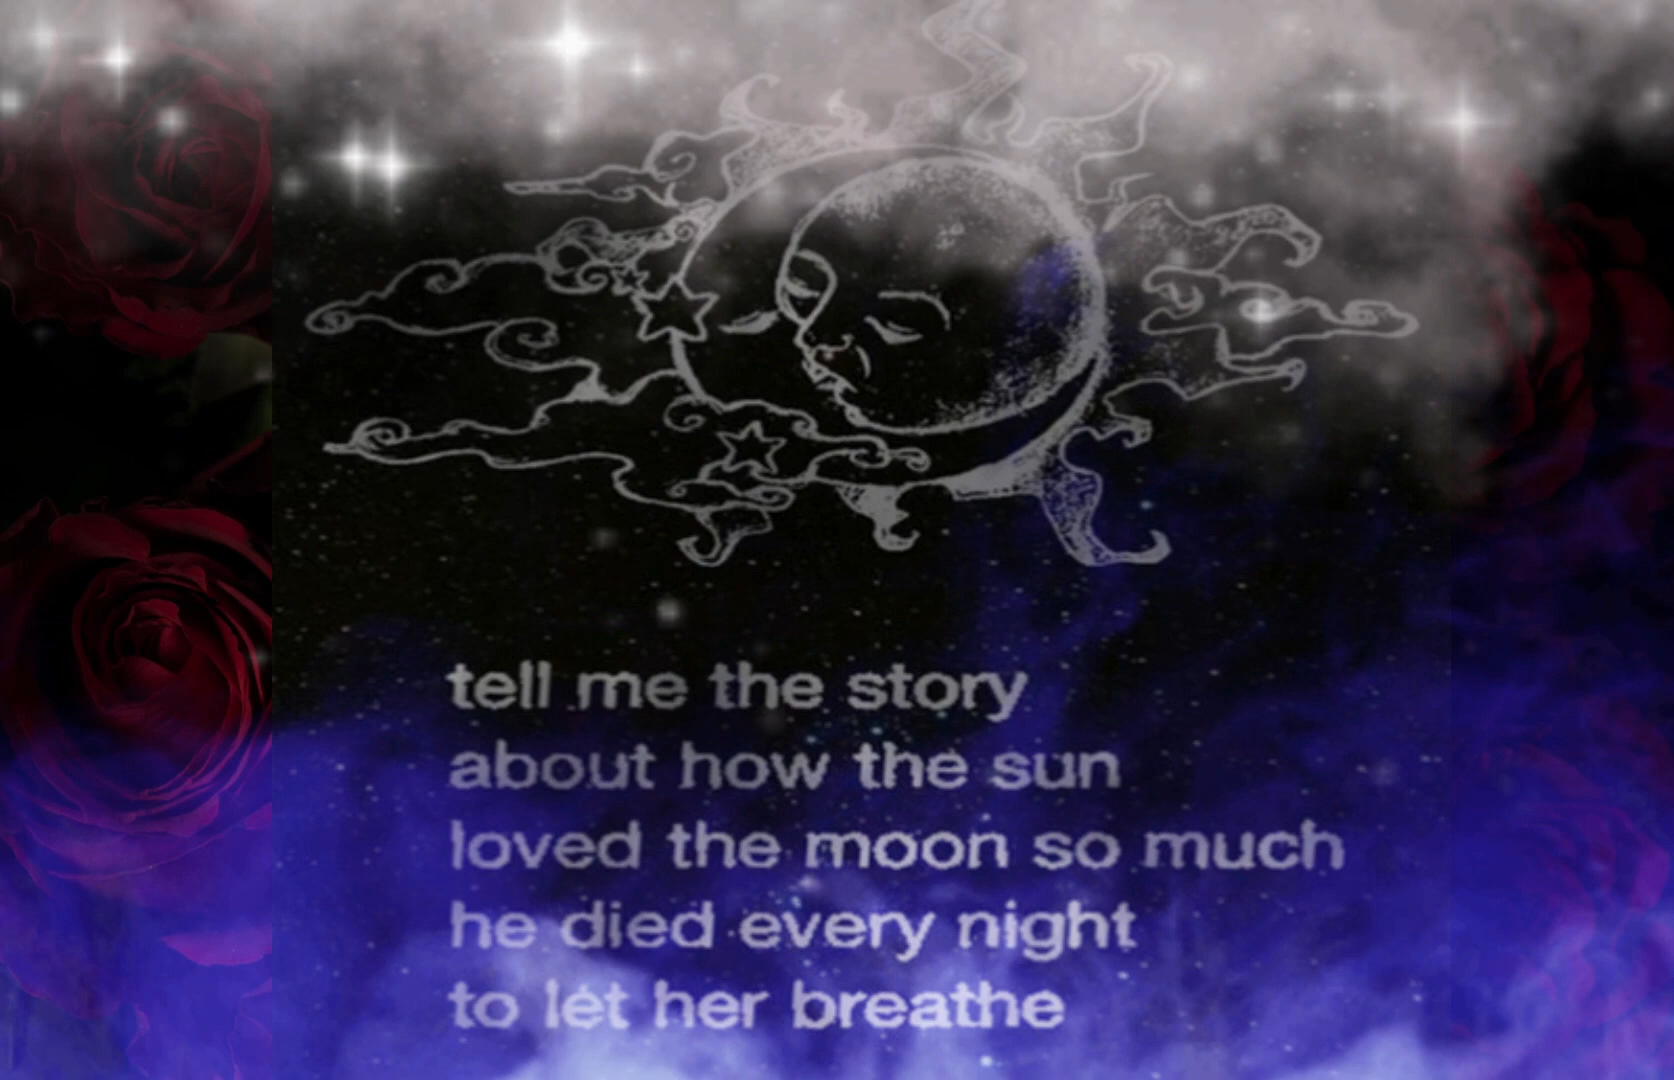 tell me the story
about how the sun
loved the moon so much
he died every night
to let her breathe